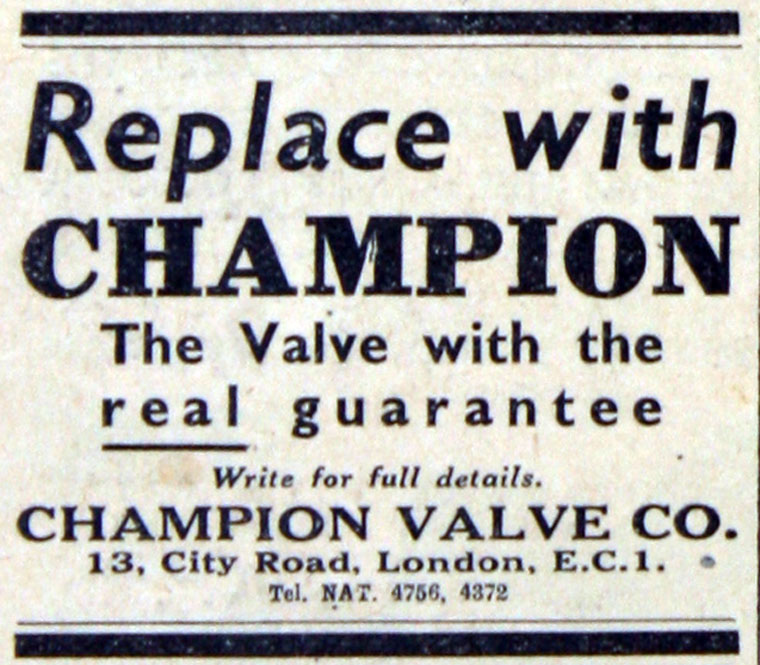 Replace with
CHAMPION
The Valve with the
real guarantee
Write for full details.
CHAMPION VALVE CO.
13, City Road, London, E.C.1.
Tel. NAT. 4756, 4372